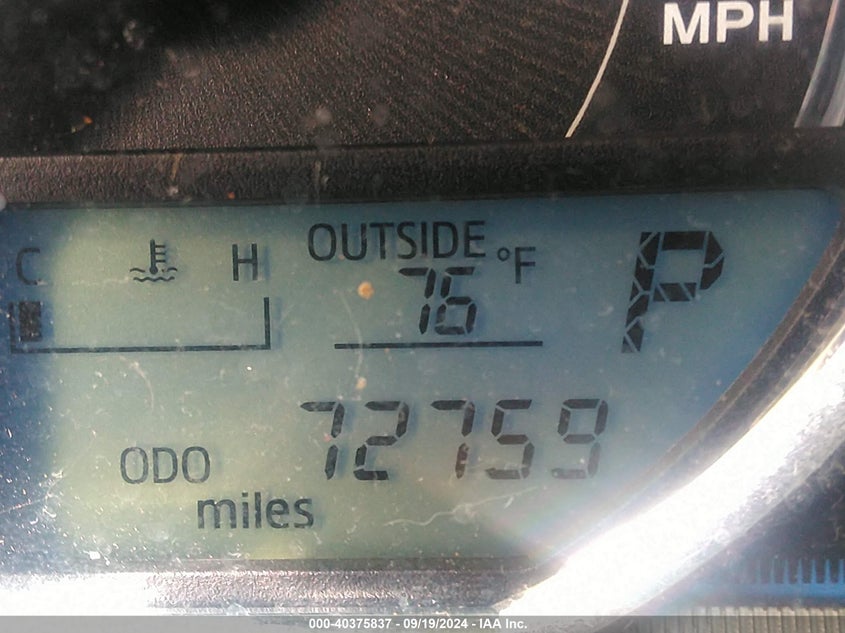 MPH
OUTSIDE
C H 76 °F P
ODO 72759
miles
000-40375837 - 09/19/2024 - IAA Inc.